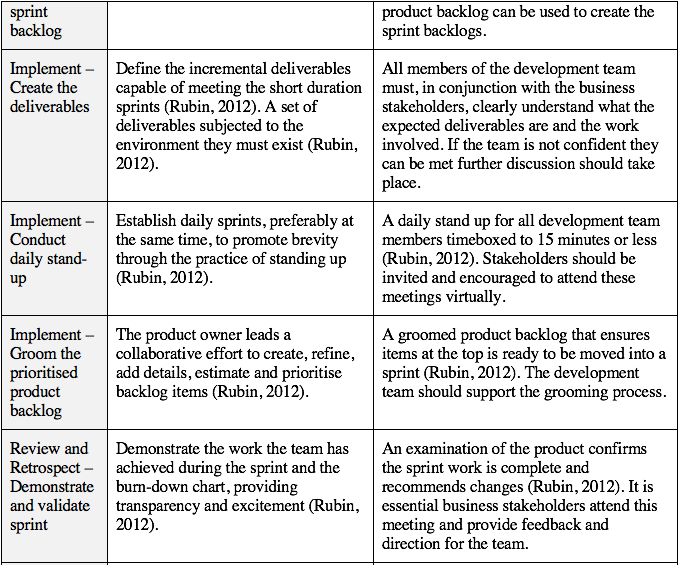 sprint
backlog
product backlog can be used to create the
sprint backlogs.
Implement –
Create the
deliverables
Define the incremental deliverables
capable of meeting the short duration
sprints (Rubin, 2012). A set of
deliverables subjected to the
environment they must exist (Rubin,
2012).
All members of the development team
must, in conjunction with the business
stakeholders, clearly understand what the
expected deliverables are and the work
involved. If the team is not confident they
can be met further discussion should take
place.
Implement –
Conduct
daily stand-
up
Establish daily sprints, preferably at
the same time, to promote brevity
through the practice of standing up
(Rubin, 2012).
A daily stand up for all development team
members timeboxed to 15 minutes or less
(Rubin, 2012). Stakeholders should be
invited and encouraged to attend these
meetings virtually.
Implement –
Groom the
prioritised
product
backlog
The product owner leads a
collaborative effort to create, refine,
add details, estimate and prioritise
backlog items (Rubin, 2012).
A groomed product backlog that ensures
items at the top is ready to be moved into a
sprint (Rubin, 2012). The development
team should support the grooming process.
Review and
Retrospect –
Demonstrate
and validate
sprint
Demonstrate the work the team has
achieved during the sprint and the
burn-down chart, providing
transparency and excitement (Rubin,
2012).
An examination of the product confirms
the sprint work is complete and
recommends changes (Rubin, 2012). It is
essential business stakeholders attend this
meeting and provide feedback and
direction for the team.